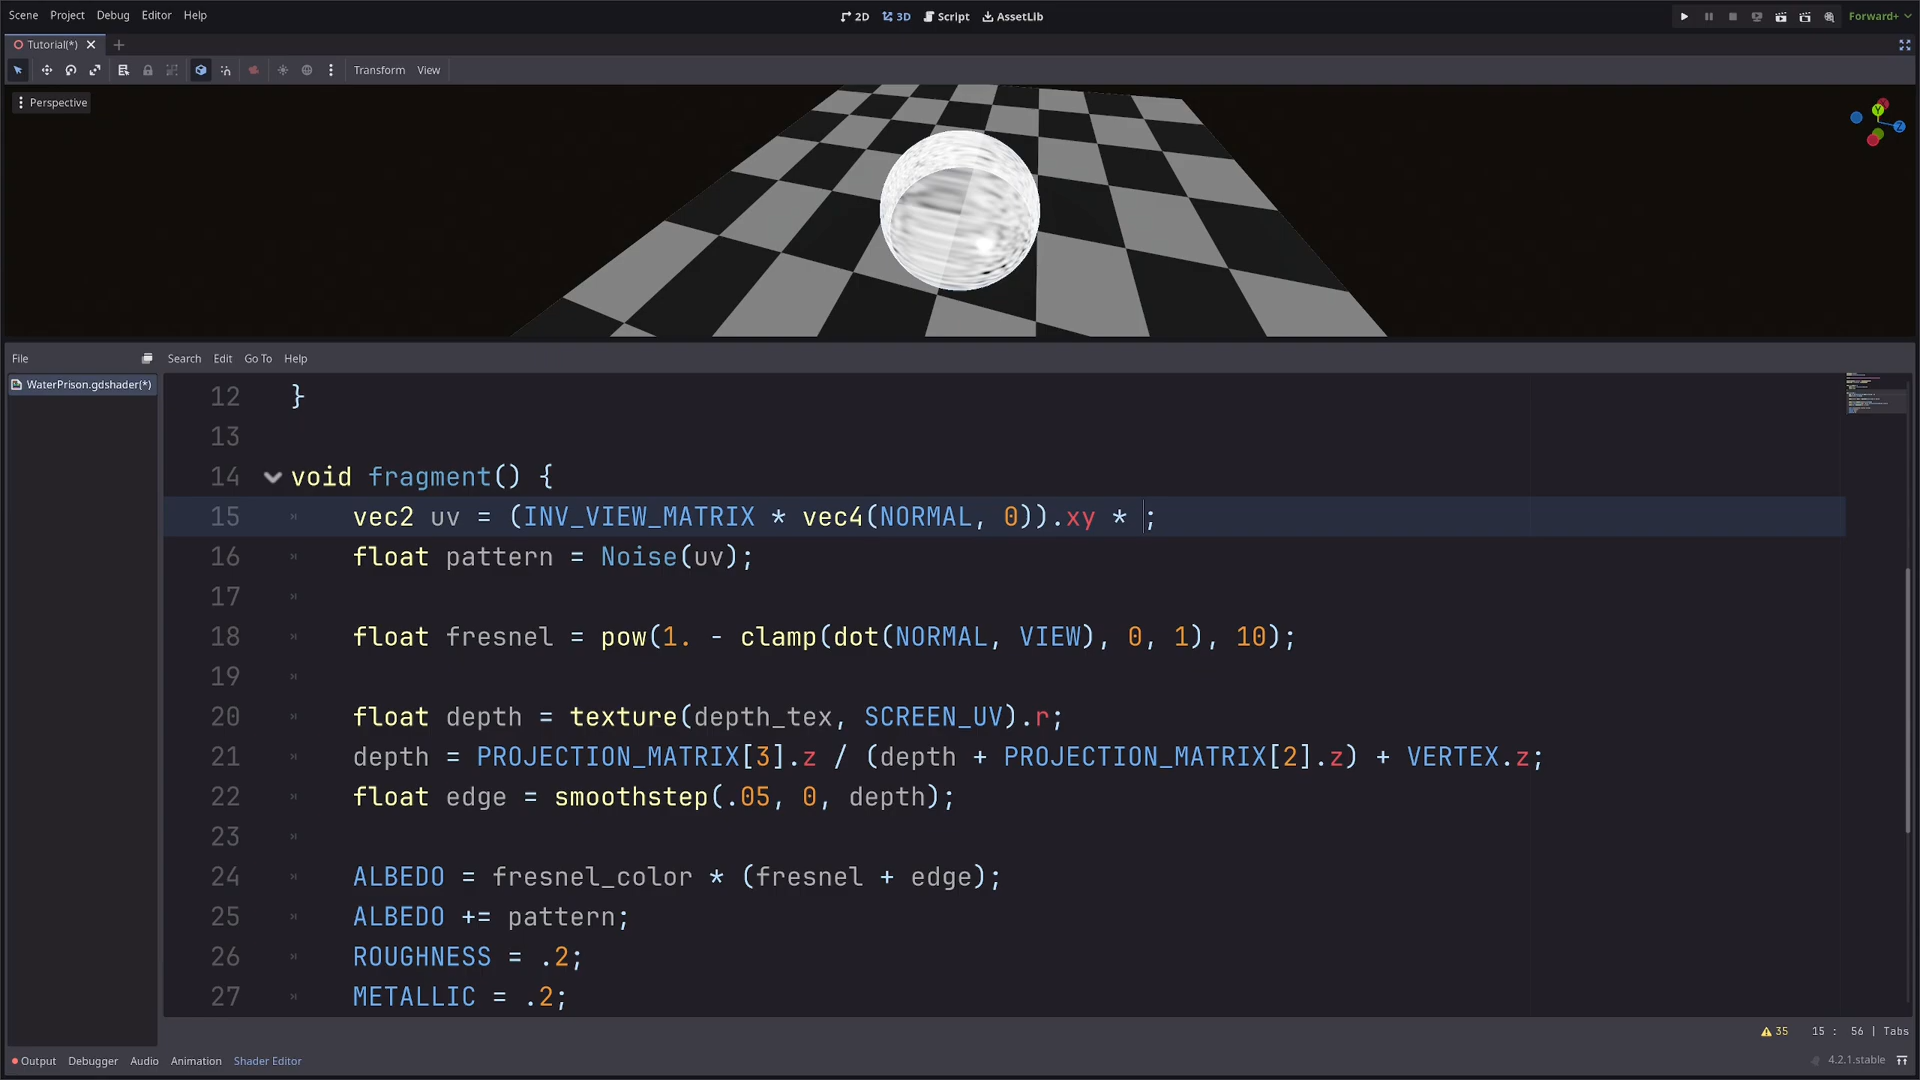 Scene Project Debug Editor Help
2D 3D Script AssetLib
Forward+
Tutorial(*)
Transform View
Perspective
Y
Z
File
Search Edit Go To Help
WaterPrison.gdshader(*)
12 }
13
14 void fragment() {
15 vec2 uv = (INV_VIEW_MATRIX * vec4(NORMAL, 0)).xy * ;
16 float pattern = Noise(uv);
17
18 float fresnel = pow(1. - clamp(dot(NORMAL, VIEW), 0, 1), 10);
19
20 float depth = texture(depth_tex, SCREEN_UV).r;
21 depth = PROJECTION_MATRIX[3].z / (depth + PROJECTION_MATRIX[2].z) + VERTEX.z;
22 float edge = smoothstep(.05, 0, depth);
23
24 ALBEDO = fresnel_color * (fresnel + edge);
25 ALBEDO += pattern;
26 ROUGHNESS = .2;
27 METALLIC = .2;
35 15 : 56 | Tabs
Output Debugger Audio Animation Shader Editor
4.2.1.stable